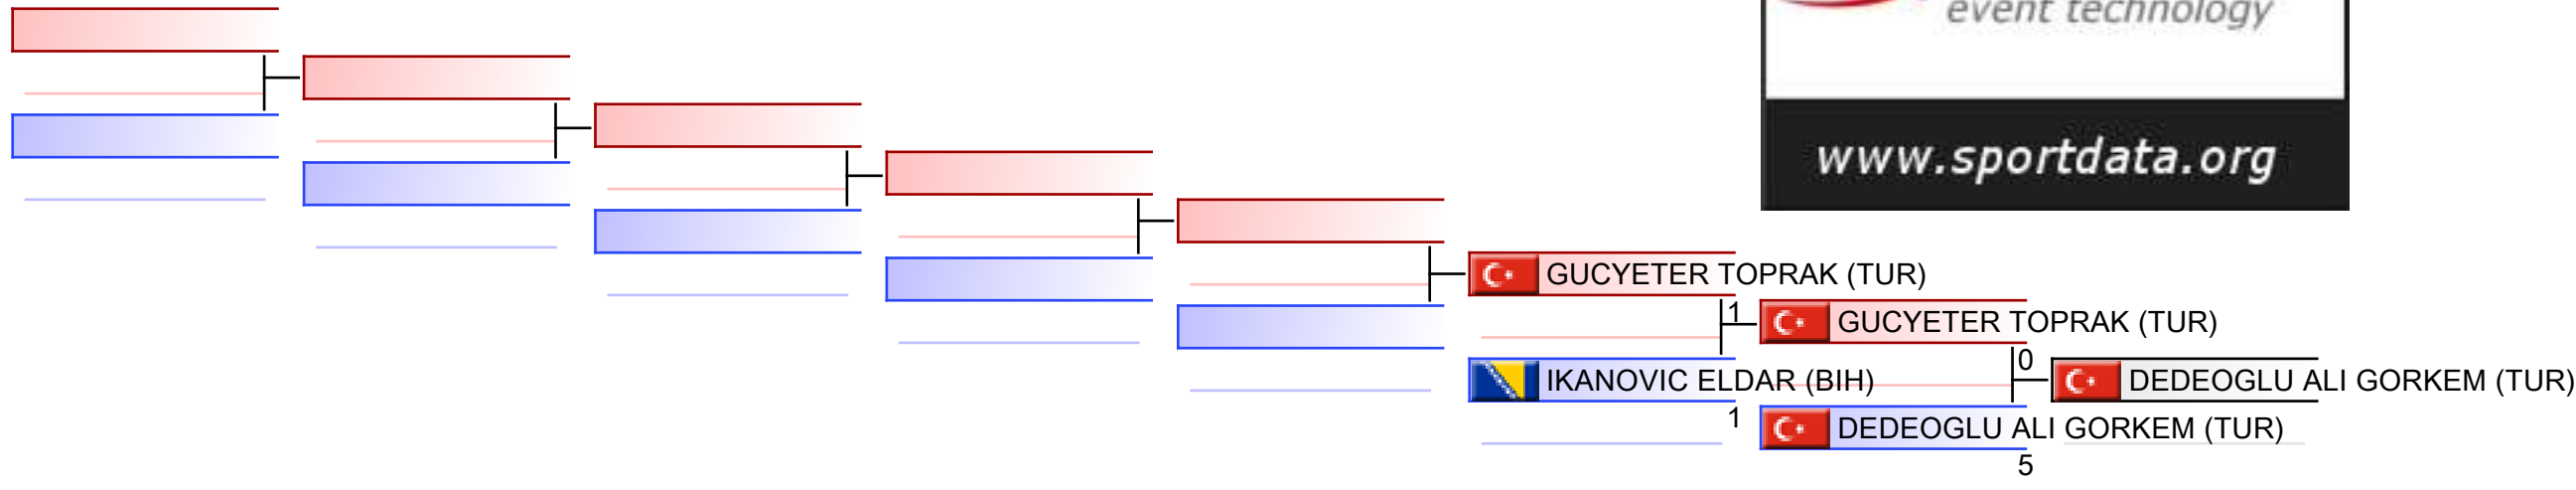 event technology
www.sportdata.org
GUCYETER TOPRAK (TUR)
1
GUCYETER TOPRAK (TUR)
0
IKANOVIC ELDAR (BIH)
DEDEOGLU ALI GORKEM (TUR)
1
DEDEOGLU ALI GORKEM (TUR)
5